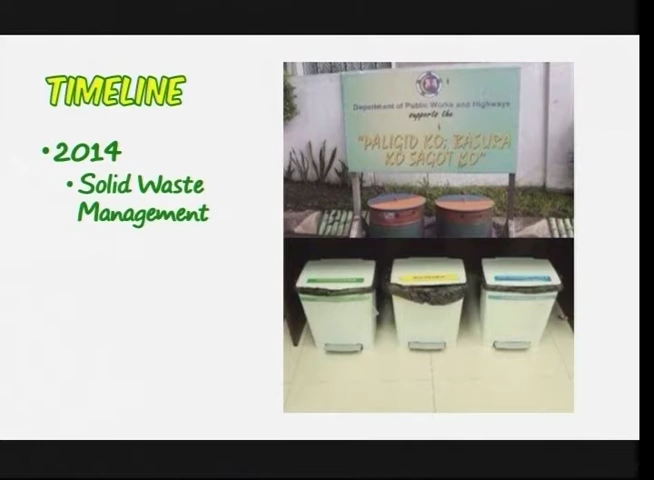 TIMELINE
• 2014
• Solid Waste
Management
Department of Public Works and Highways
supports the
"PALIGID KO; BASURA
KO SAGOT KO"